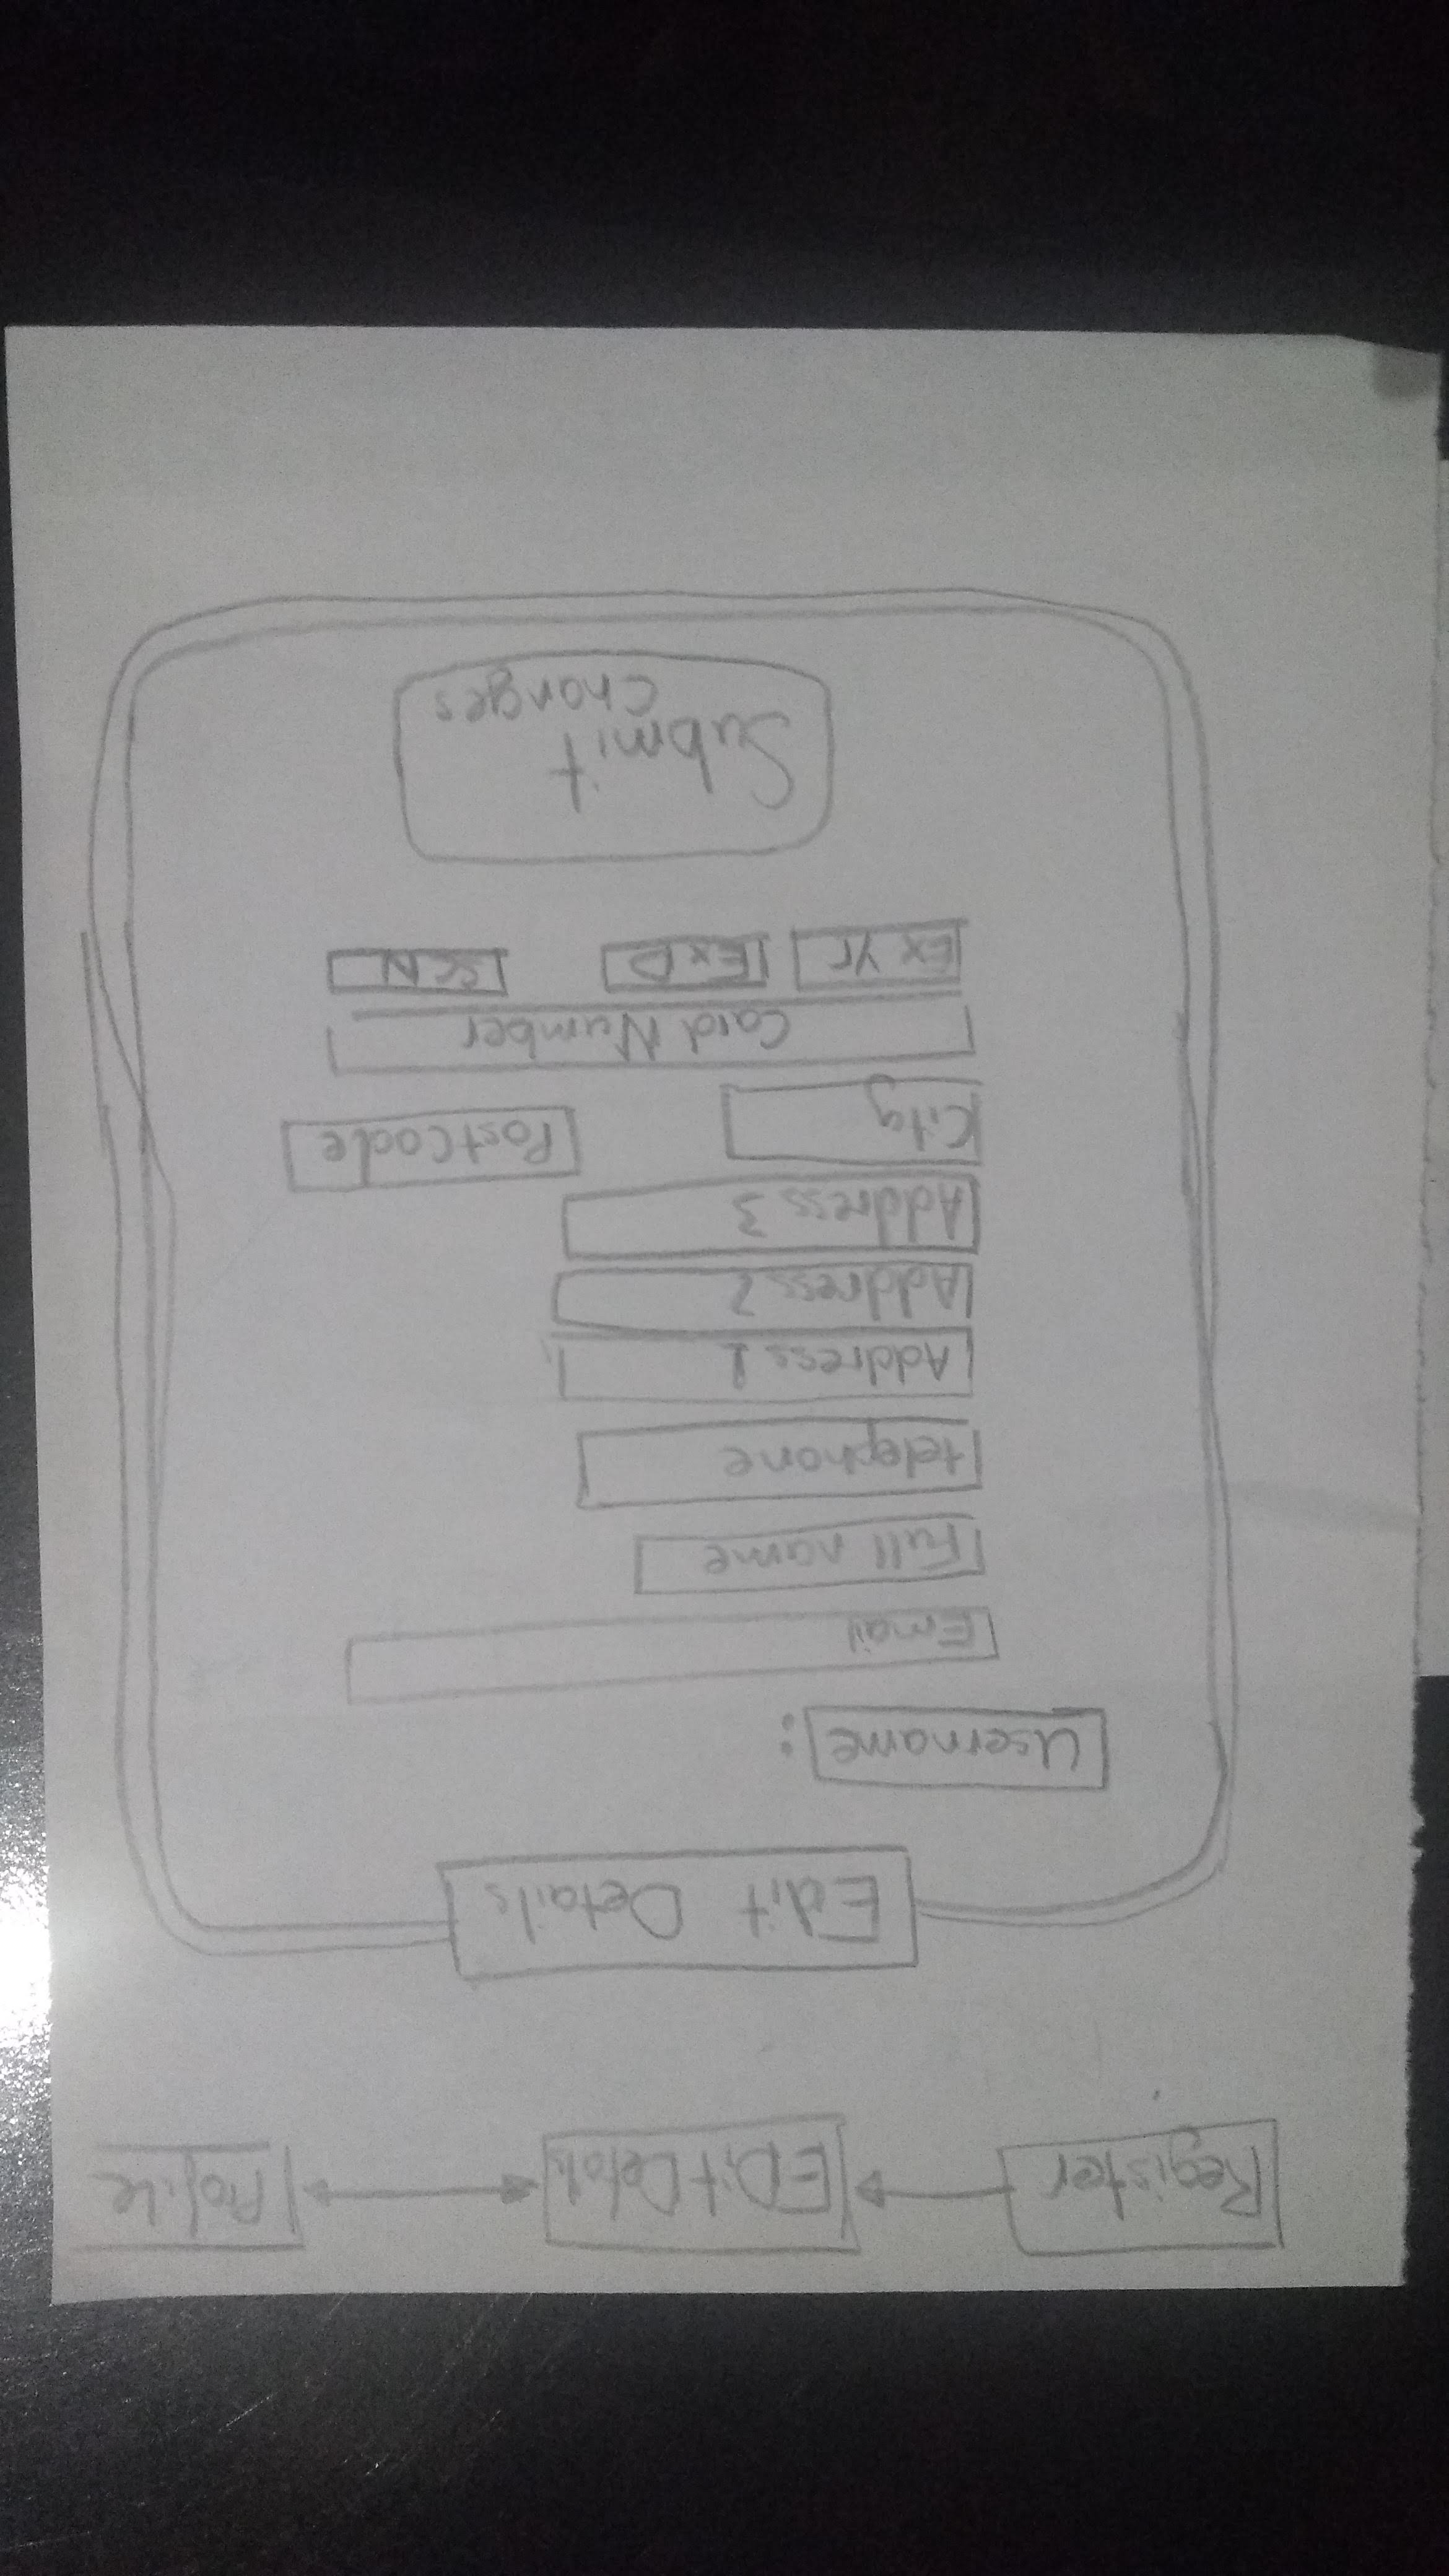 Register EDit Details Profile
Edit Details
Username :
Email
Full name
telephone
Address 1
Address 2
Address 3
City Postcode
Card Number
Ex Yr Ex D SCN
Submit
Changes